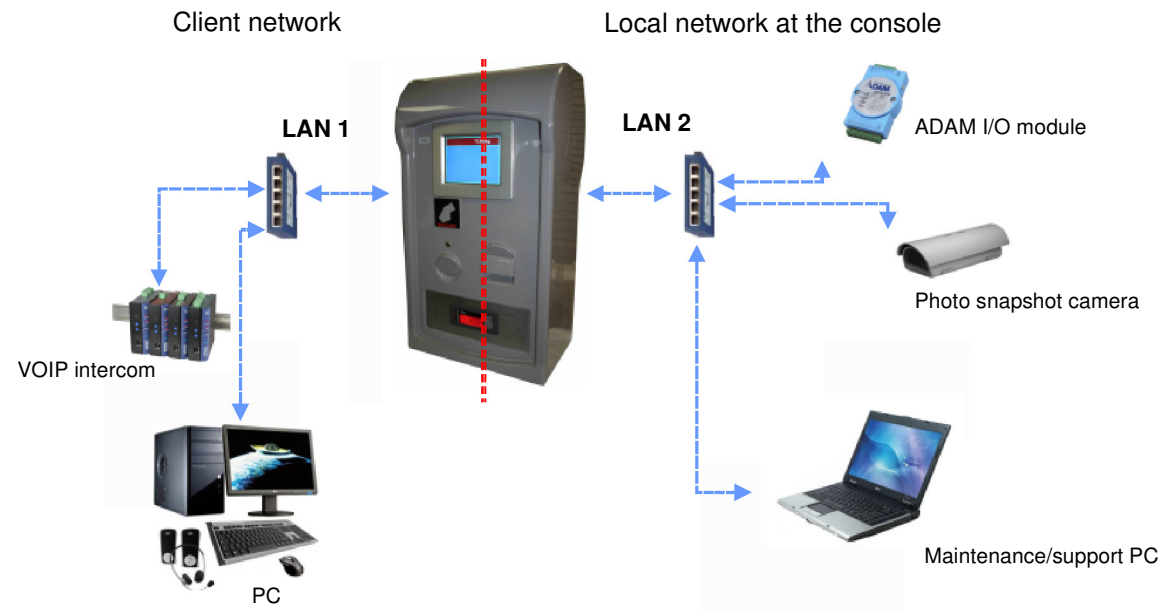 Client network
Local network at the console
LAN 1
LAN 2
ADAM
ADAM I/O module
Photo snapshot camera
VOIP intercom
Maintenance/support PC
PC